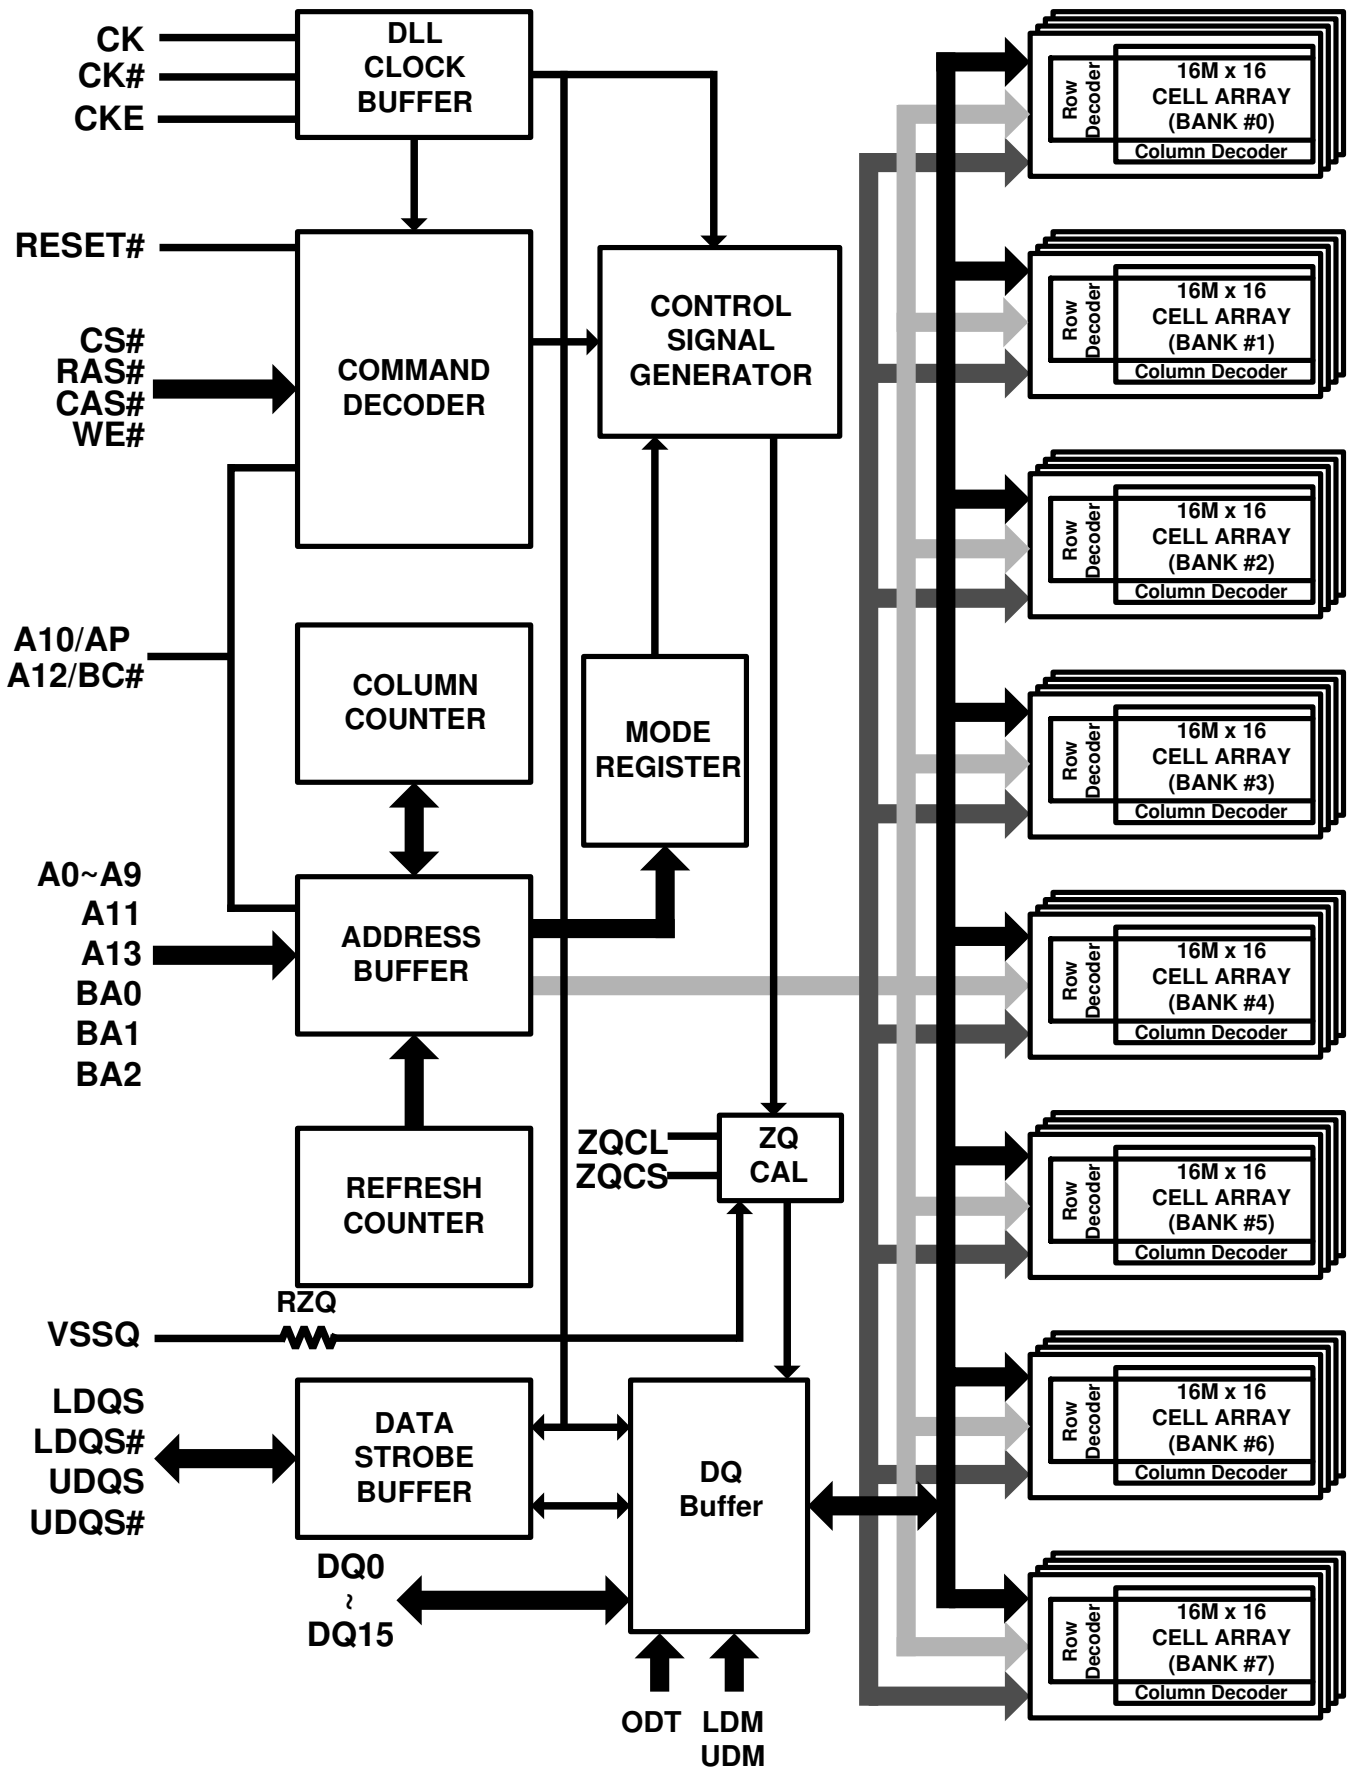 CK
CK#
CKE
DLL
CLOCK
BUFFER
RESET#
CS#
RAS#
CAS#
WE#
COMMAND
DECODER
CONTROL
SIGNAL
GENERATOR
A10/AP
A12/BC#
COLUMN
COUNTER
MODE
REGISTER
A0~A9
A11
A13
BA0
BA1
BA2
ADDRESS
BUFFER
REFRESH
COUNTER
ZQCL
ZQCS
ZQ
CAL
RZQ
VSSQ
LDQS
LDQS#
UDQS
UDQS#
DATA
STROBE
BUFFER
DQ
Buffer
DQ0
~
DQ15
ODT
LDM
UDM
Row
Decoder
16M x 16
CELL ARRAY
(BANK #0)
Column Decoder
Row
Decoder
16M x 16
CELL ARRAY
(BANK #1)
Column Decoder
Row
Decoder
16M x 16
CELL ARRAY
(BANK #2)
Column Decoder
Row
Decoder
16M x 16
CELL ARRAY
(BANK #3)
Column Decoder
Row
Decoder
16M x 16
CELL ARRAY
(BANK #4)
Column Decoder
Row
Decoder
16M x 16
CELL ARRAY
(BANK #5)
Column Decoder
Row
Decoder
16M x 16
CELL ARRAY
(BANK #6)
Column Decoder
Row
Decoder
16M x 16
CELL ARRAY
(BANK #7)
Column Decoder